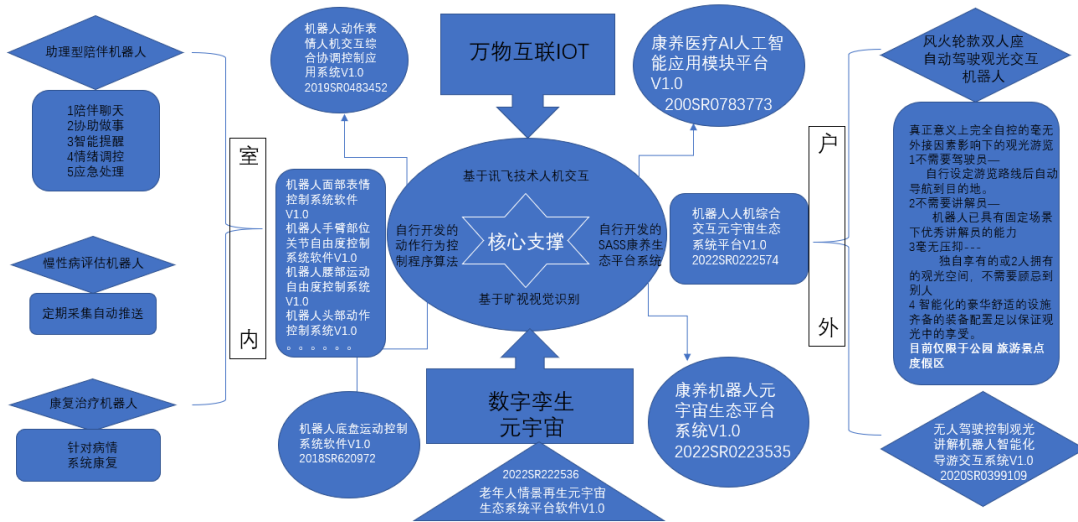 助理型陪伴机器人
1陪伴聊天
2协助做事
3智能提醒
4情绪调控
5应急处理
慢性病评估机器人
定期采集自动推送
康复治疗机器人
针对病情
系统康复
室
内
机器人动作表
情人机交互综
合协调控制应
用系统V1.0
2019SR0483452
机器人面部表情
控制系统软件
V1.0
机器人手臂部位
关节自由度控制
系统软件V1.0
机器人腰部运动
自由度控制系统
V1.0
机器人头部动作
控制系统V1.0
。。。。。。
机器人底盘运动控制
系统软件V1.0
2018SR620972
万物互联IOT
基于讯飞技术人机交互
自行开发的
动作行为控
制程序算法
核心支撑
自行开发的
SASS康养生
态平台系统
基于旷视视觉识别
数字孪生
元宇宙
2022SR222536
老年人情景再生元宇宙
生态系统平台软件V1.0
康养医疗AI人工智
能应用模块平台
V1.0
200SR0783773
机器人人机综合
交互元宇宙生态
系统平台V1.0
2022SR0222574
康养机器人元
宇宙生态平台
系统V1.0
2022SR0223535
户
外
风火轮款双人座
自动驾驶观光交互
机器人
真正意义上完全自控的毫无
外接因素影响下的观光游览
1不需要驾驶员—
自行设定游览路线后自动
导航到目的地。
2不需要讲解员—
机器人已具有固定场景
下优秀讲解员的能力
3毫无压抑---
独自享有的或2人拥有
的观光空间，不需要顾忌到
别人
4 智能化的豪华舒适的设施
齐备的装备配置足以保证观
光中的享受。
目前仅限于公园 旅游景点
度假区
无人驾驶控制观光
讲解机器人智能化
导游交互系统V1.0
2020SR0399109